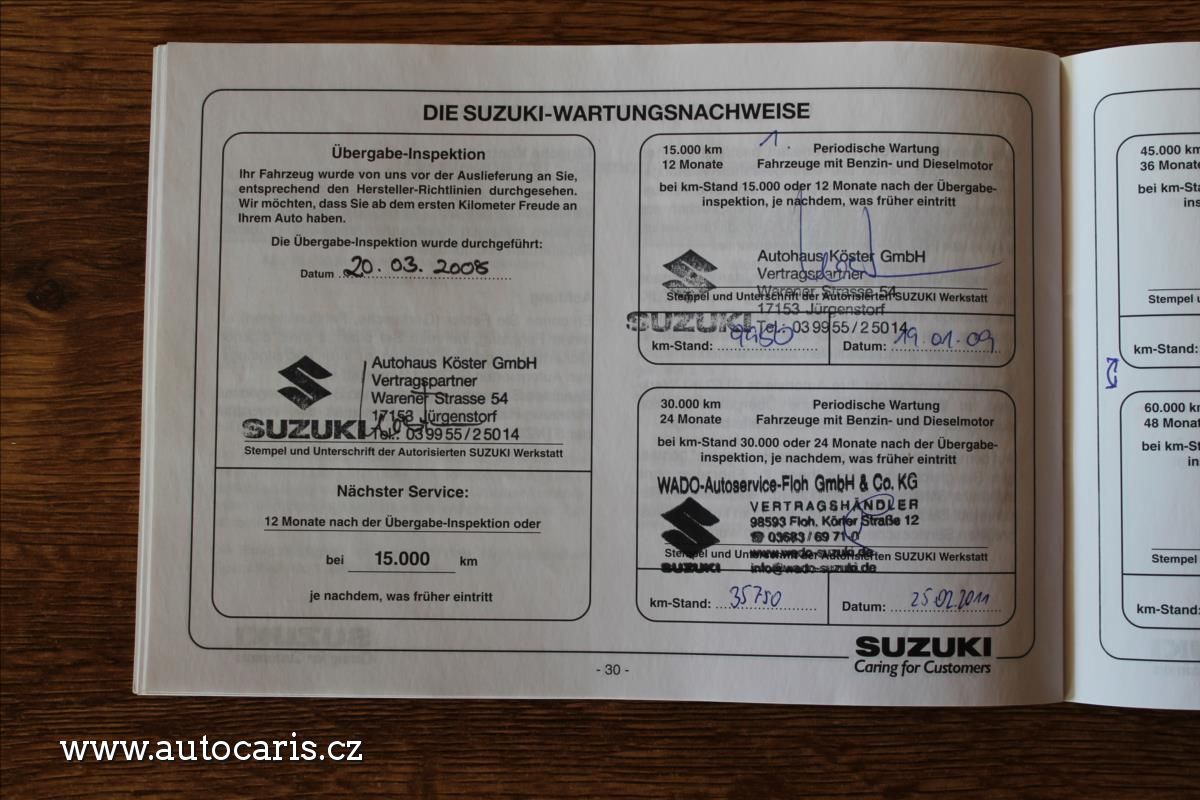 DIE SUZUKI-WARTUNGSNACHWEISE
Übergabe-Inspektion
Ihr Fahrzeug wurde von uns vor der Auslieferung an Sie,
entsprechend den Hersteller-Richtlinien durchgesehen.
Wir möchten, dass Sie ab dem ersten Kilometer Freude an
Ihrem Auto haben.
Die Übergabe-Inspektion wurde durchgeführt:
Datum 20.03.2008
Autohaus Köster GmbH
Vertragspartner
Warener Strasse 54
17153 Jürgenstorf
SUZUKI Tel.: 039955/25014
Stempel und Unterschrift der Autorisierten SUZUKI Werkstatt
Nächster Service:
12 Monate nach der Übergabe-Inspektion oder
bei 15.000 km
je nachdem, was früher eintritt
1.
15.000 km Periodische Wartung
12 Monate Fahrzeuge mit Benzin- und Dieselmotor
bei km-Stand 15.000 oder 12 Monate nach der Übergabe-
inspektion, je nachdem, was früher eintritt
Autohaus Köster GmbH
Vertragspartner
Warener Strasse 54
Stempel und Unterschrift der Autorisierten SUZUKI Werkstatt
17153 Jürgenstorf
SUZUKI Tel.: 039955/25014
km-Stand: 9950 Datum: 19.01.09
30.000 km Periodische Wartung
24 Monate Fahrzeuge mit Benzin- und Dieselmotor
bei km-Stand 30.000 oder 24 Monate nach der Übergabe-
inspektion, je nachdem, was früher eintritt
WADO-Autoservice-Floh GmbH & Co. KG
VERTRAGSHÄNDLER
98593 Floh, Körler Straße 12
☎ 03683/69 71-0
www.wado-suzuki.de
Stempel und Unterschrift der Autorisierten SUZUKI Werkstatt
SUZUKI info@wado-suzuki.de
km-Stand: 35750 Datum: 25.02.2011
SUZUKI
Caring for Customers
- 30 -
45.000 km
36 Monate
bei km-Sta
ins
Stempel u
km-Stand:
60.000 km
48 Monat
bei km-St
in
Stempel
km-Stand:
www.autocaris.cz